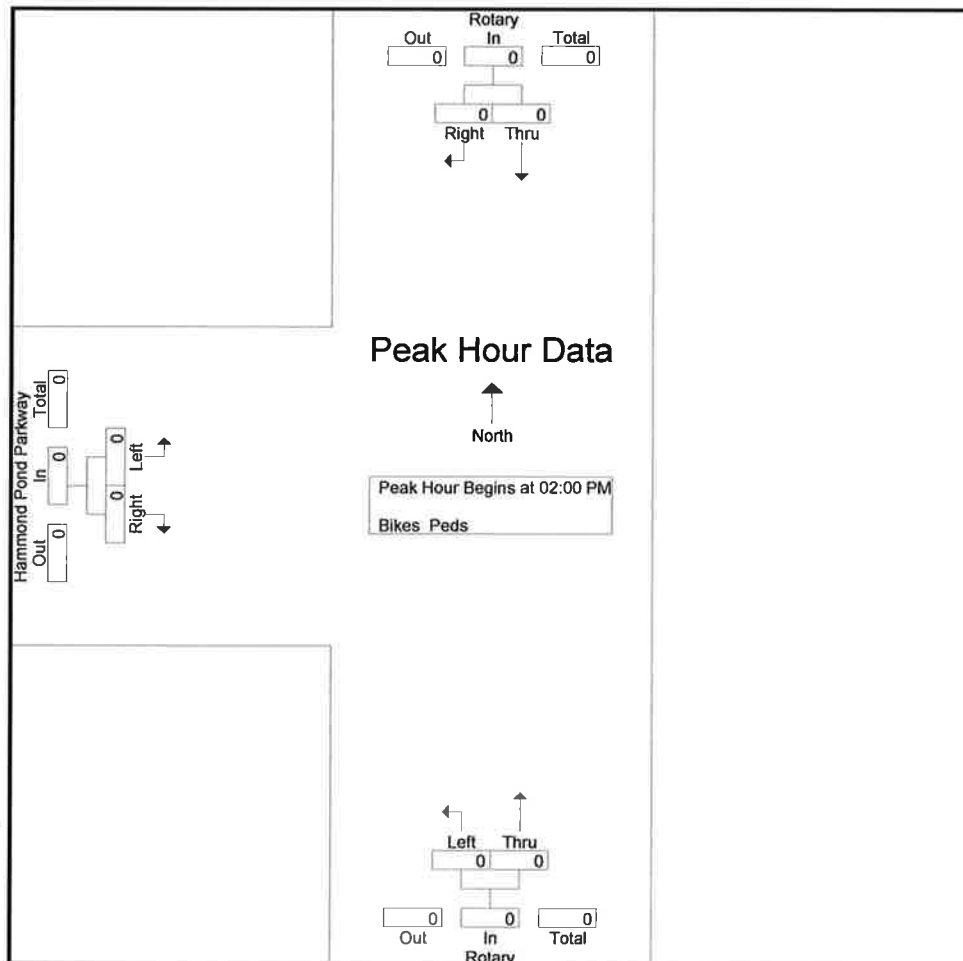 Rotary
Out In Total
0 0 0
0 0
Right Thru
Peak Hour Data
North
Hammond Pond Parkway
Total
0
In
0
Out
0
0
Left
0
Right
Peak Hour Begins at 02:00 PM
Bikes Peds
Left Thru
0 0
0 0 0
Out In Total
Rotary